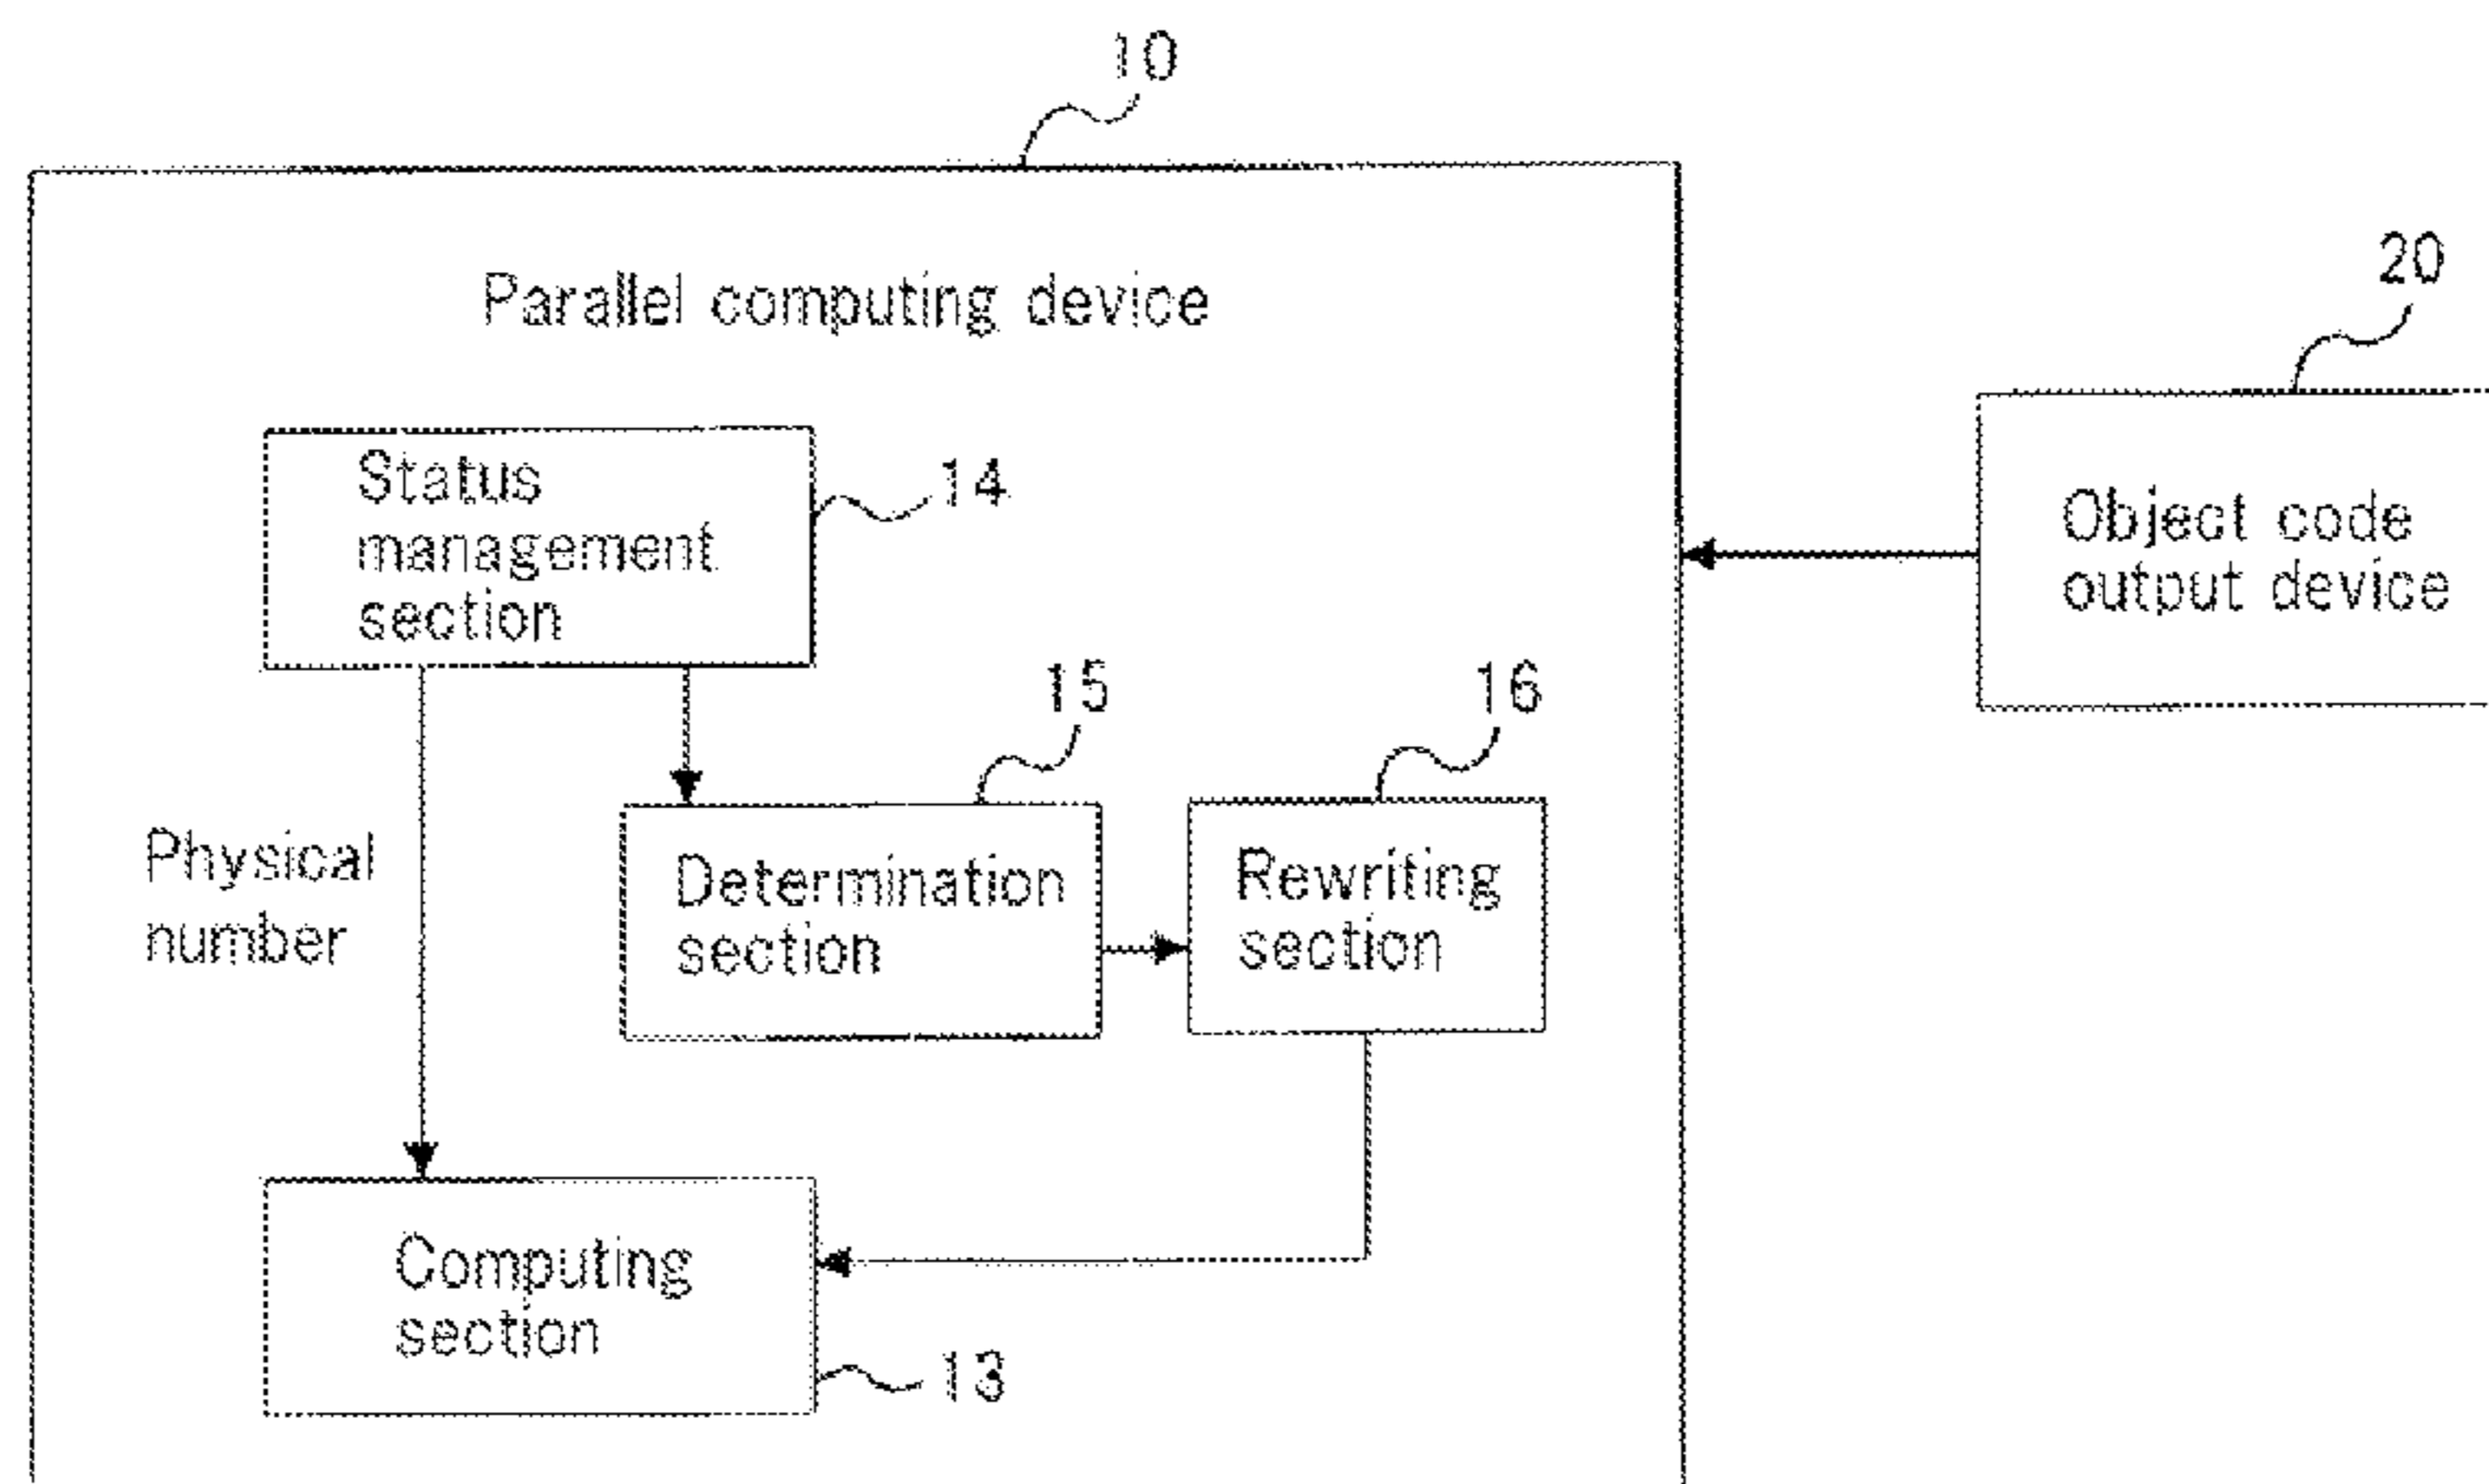 10
Parallel computing device
20
Status
management
section
14
Object code
output device
15
16
Physical
number
Determination
section
Rewriting
section
Computing
section
13